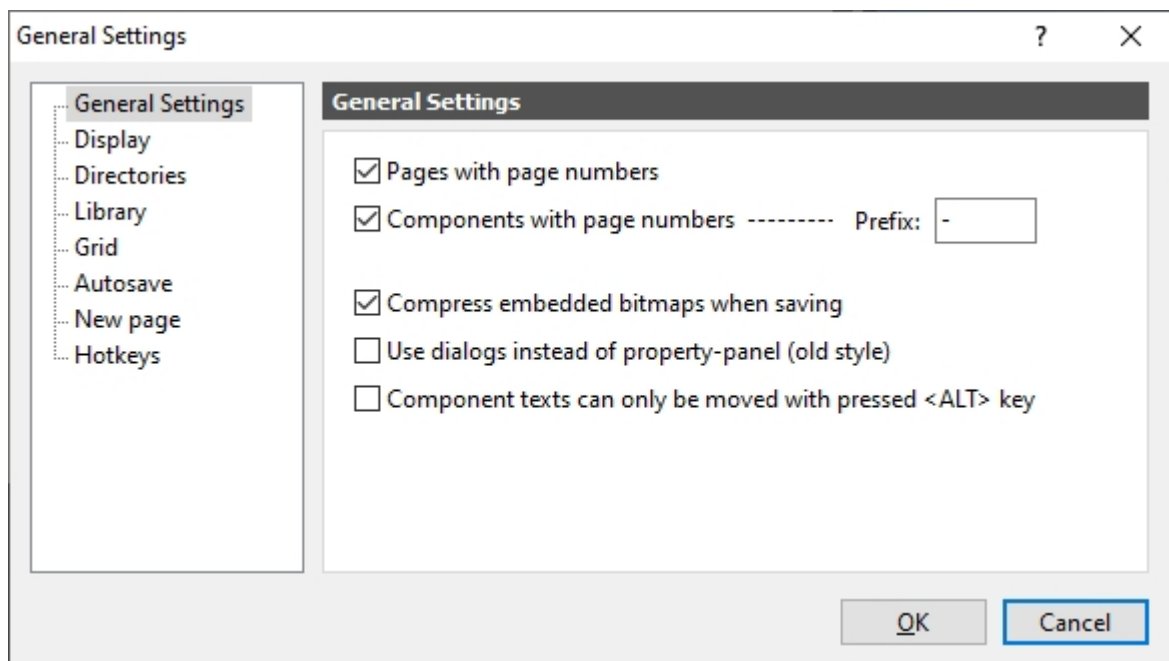 General Settings
?
General Settings
Display
Directories
Library
Grid
Autosave
New page
Hotkeys
General Settings
Pages with page numbers
Components with page numbers --------- Prefix: -
Compress embedded bitmaps when saving
Use dialogs instead of property-panel (old style)
Component texts can only be moved with pressed <ALT> key
OK Cancel